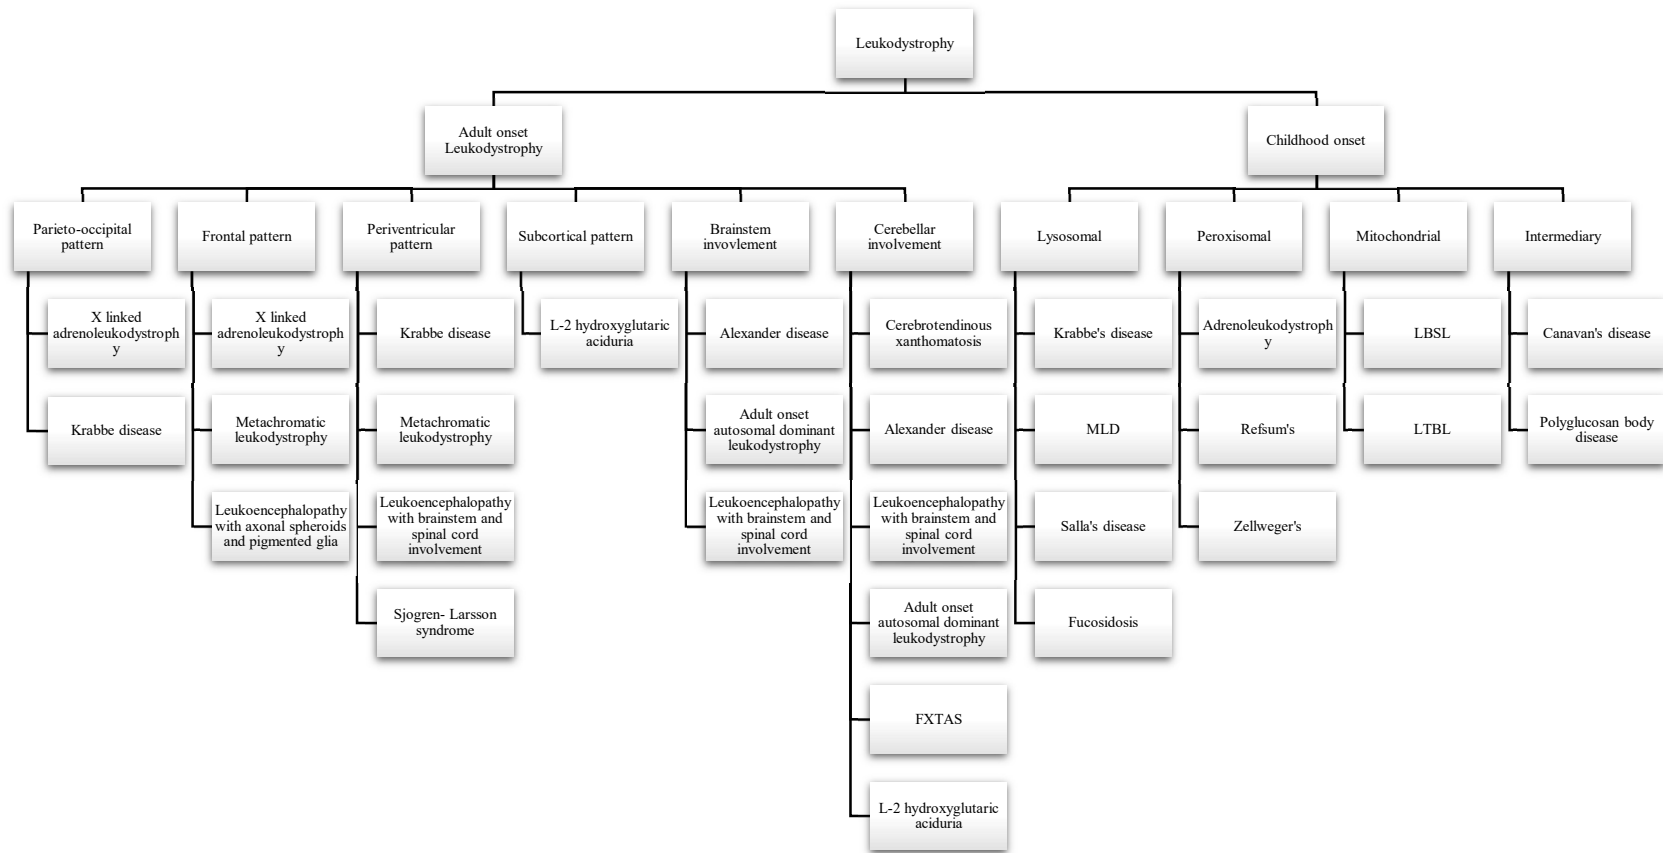 Leukodystrophy
Adult onset
Leukodystrophy
Childhood onset
Parieto-occipital
pattern
Frontal pattern
Periventricular
pattern
Subcortical pattern
Brainstem
invovlement
Cerebellar
involvement
Lysosomal
Peroxisomal
Mitochondrial
Intermediary
X linked
adrenoleukodystroph
y
Krabbe disease
X linked
adrenoleukodystroph
y
Metachromatic
leukodystrophy
Leukoencephalopathy
with axonal spheroids
and pigmented glia
Krabbe disease
Metachromatic
leukodystrophy
Leukoencephalopathy
with brainstem and
spinal cord
involvement
Sjogren- Larsson
syndrome
L-2 hydroxyglutaric
aciduria
Alexander disease
Adult onset
autosomal dominant
leukodystrophy
Leukoencephalopathy
with brainstem and
spinal cord
involvement
Cerebrotendinous
xanthomatosis
Alexander disease
Leukoencephalopathy
with brainstem and
spinal cord
involvement
Adult onset
autosomal dominant
leukodystrophy
FXTAS
L-2 hydroxyglutaric
aciduria
Krabbe's disease
MLD
Salla's disease
Fucosidosis
Adrenoleukodystroph
y
Refsum's
Zellweger's
LBSL
LTBL
Canavan's disease
Polyglucosan body
disease